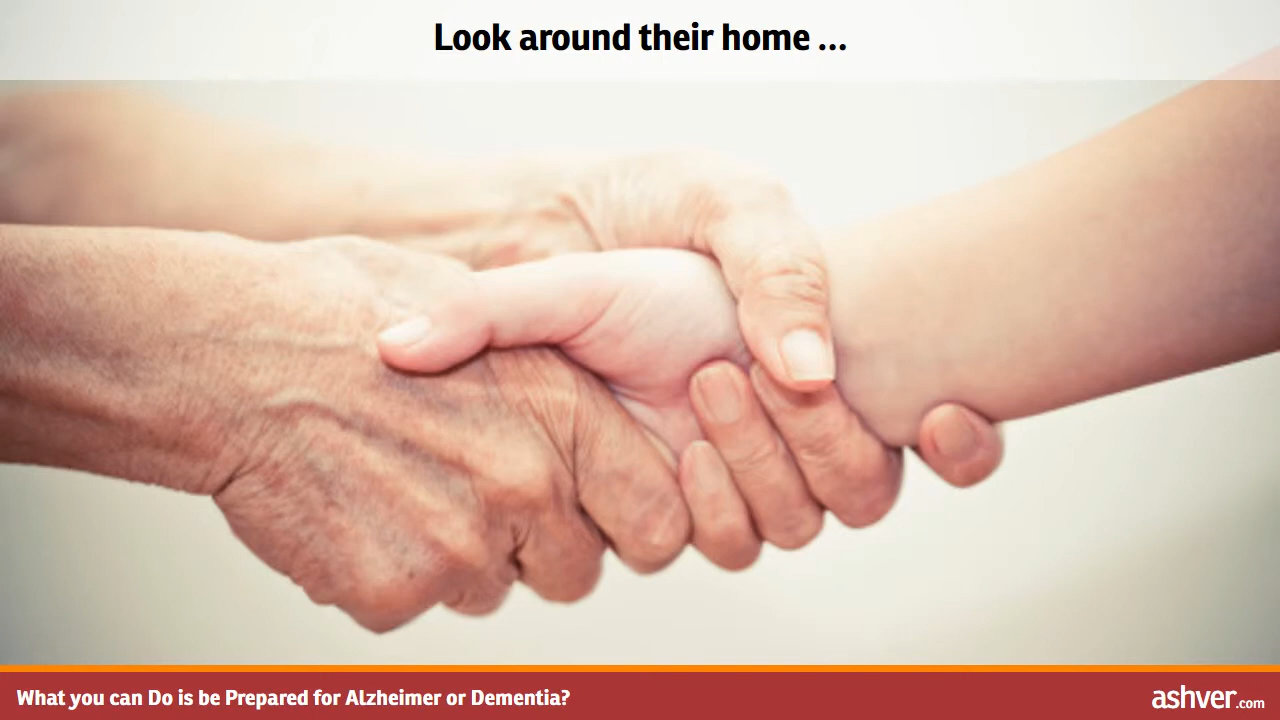 Look around their home ...
What you can Do is be Prepared for Alzheimer or Dementia?
ashver.com